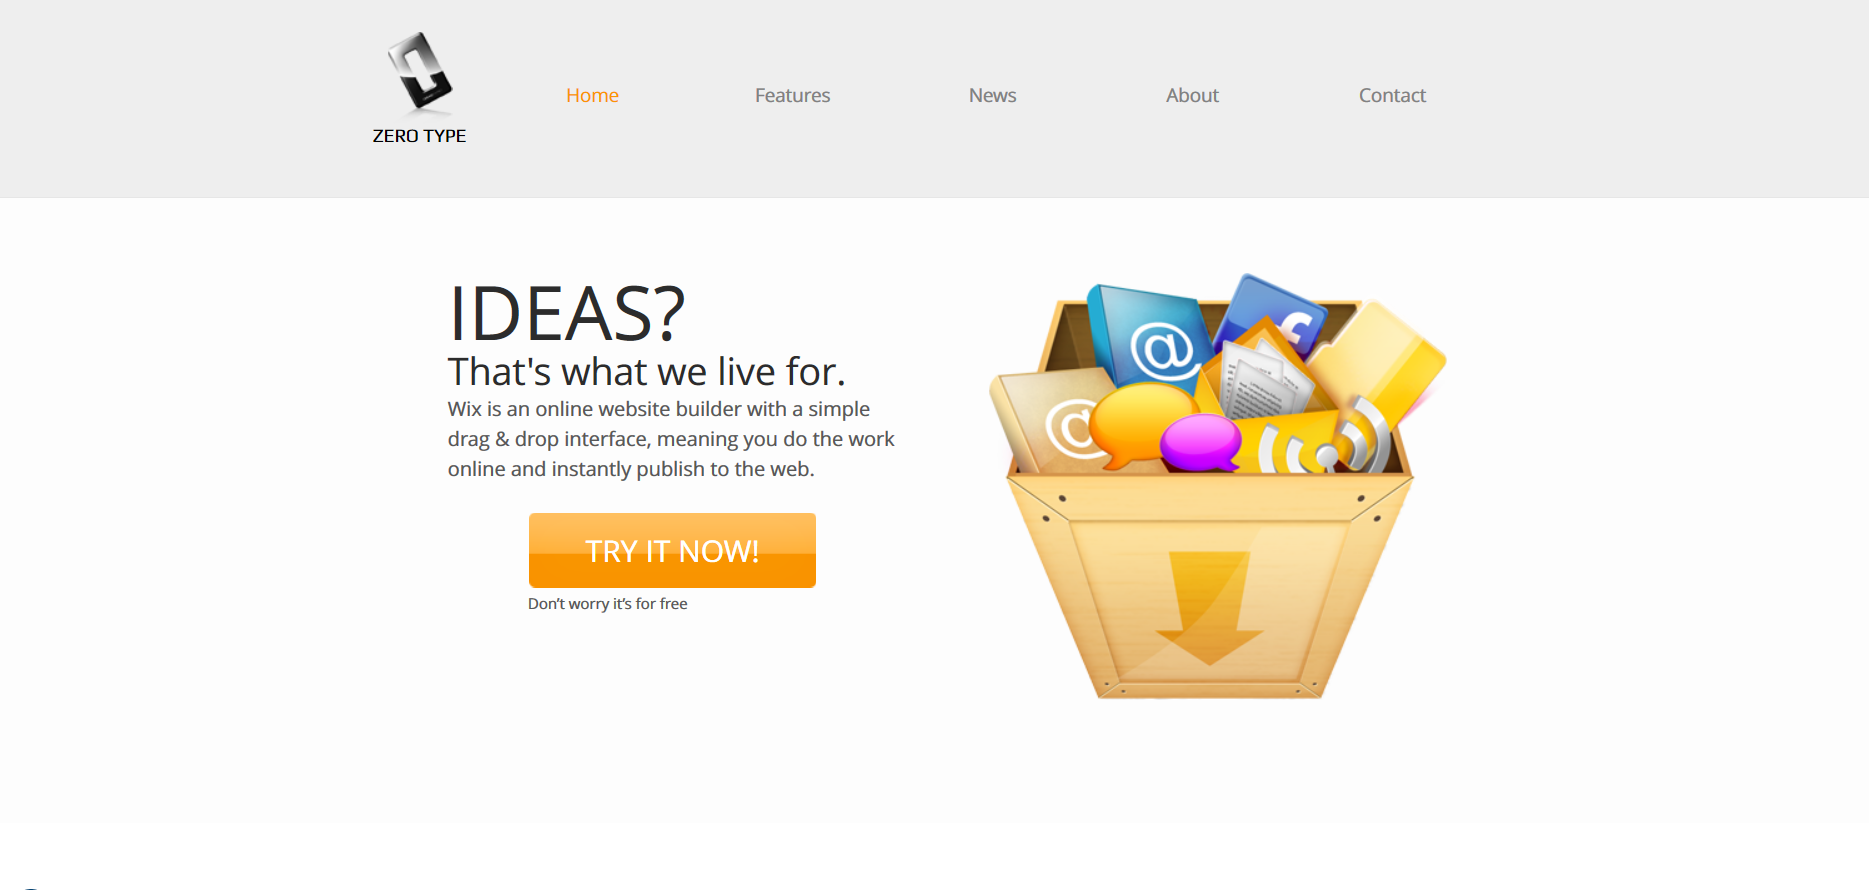 ZERO TYPE
Home
Features
News
About
Contact
IDEAS?
That's what we live for.
Wix is an online website builder with a simple
drag & drop interface, meaning you do the work
online and instantly publish to the web.
TRY IT NOW!
Don’t worry it’s for free
@
f
@